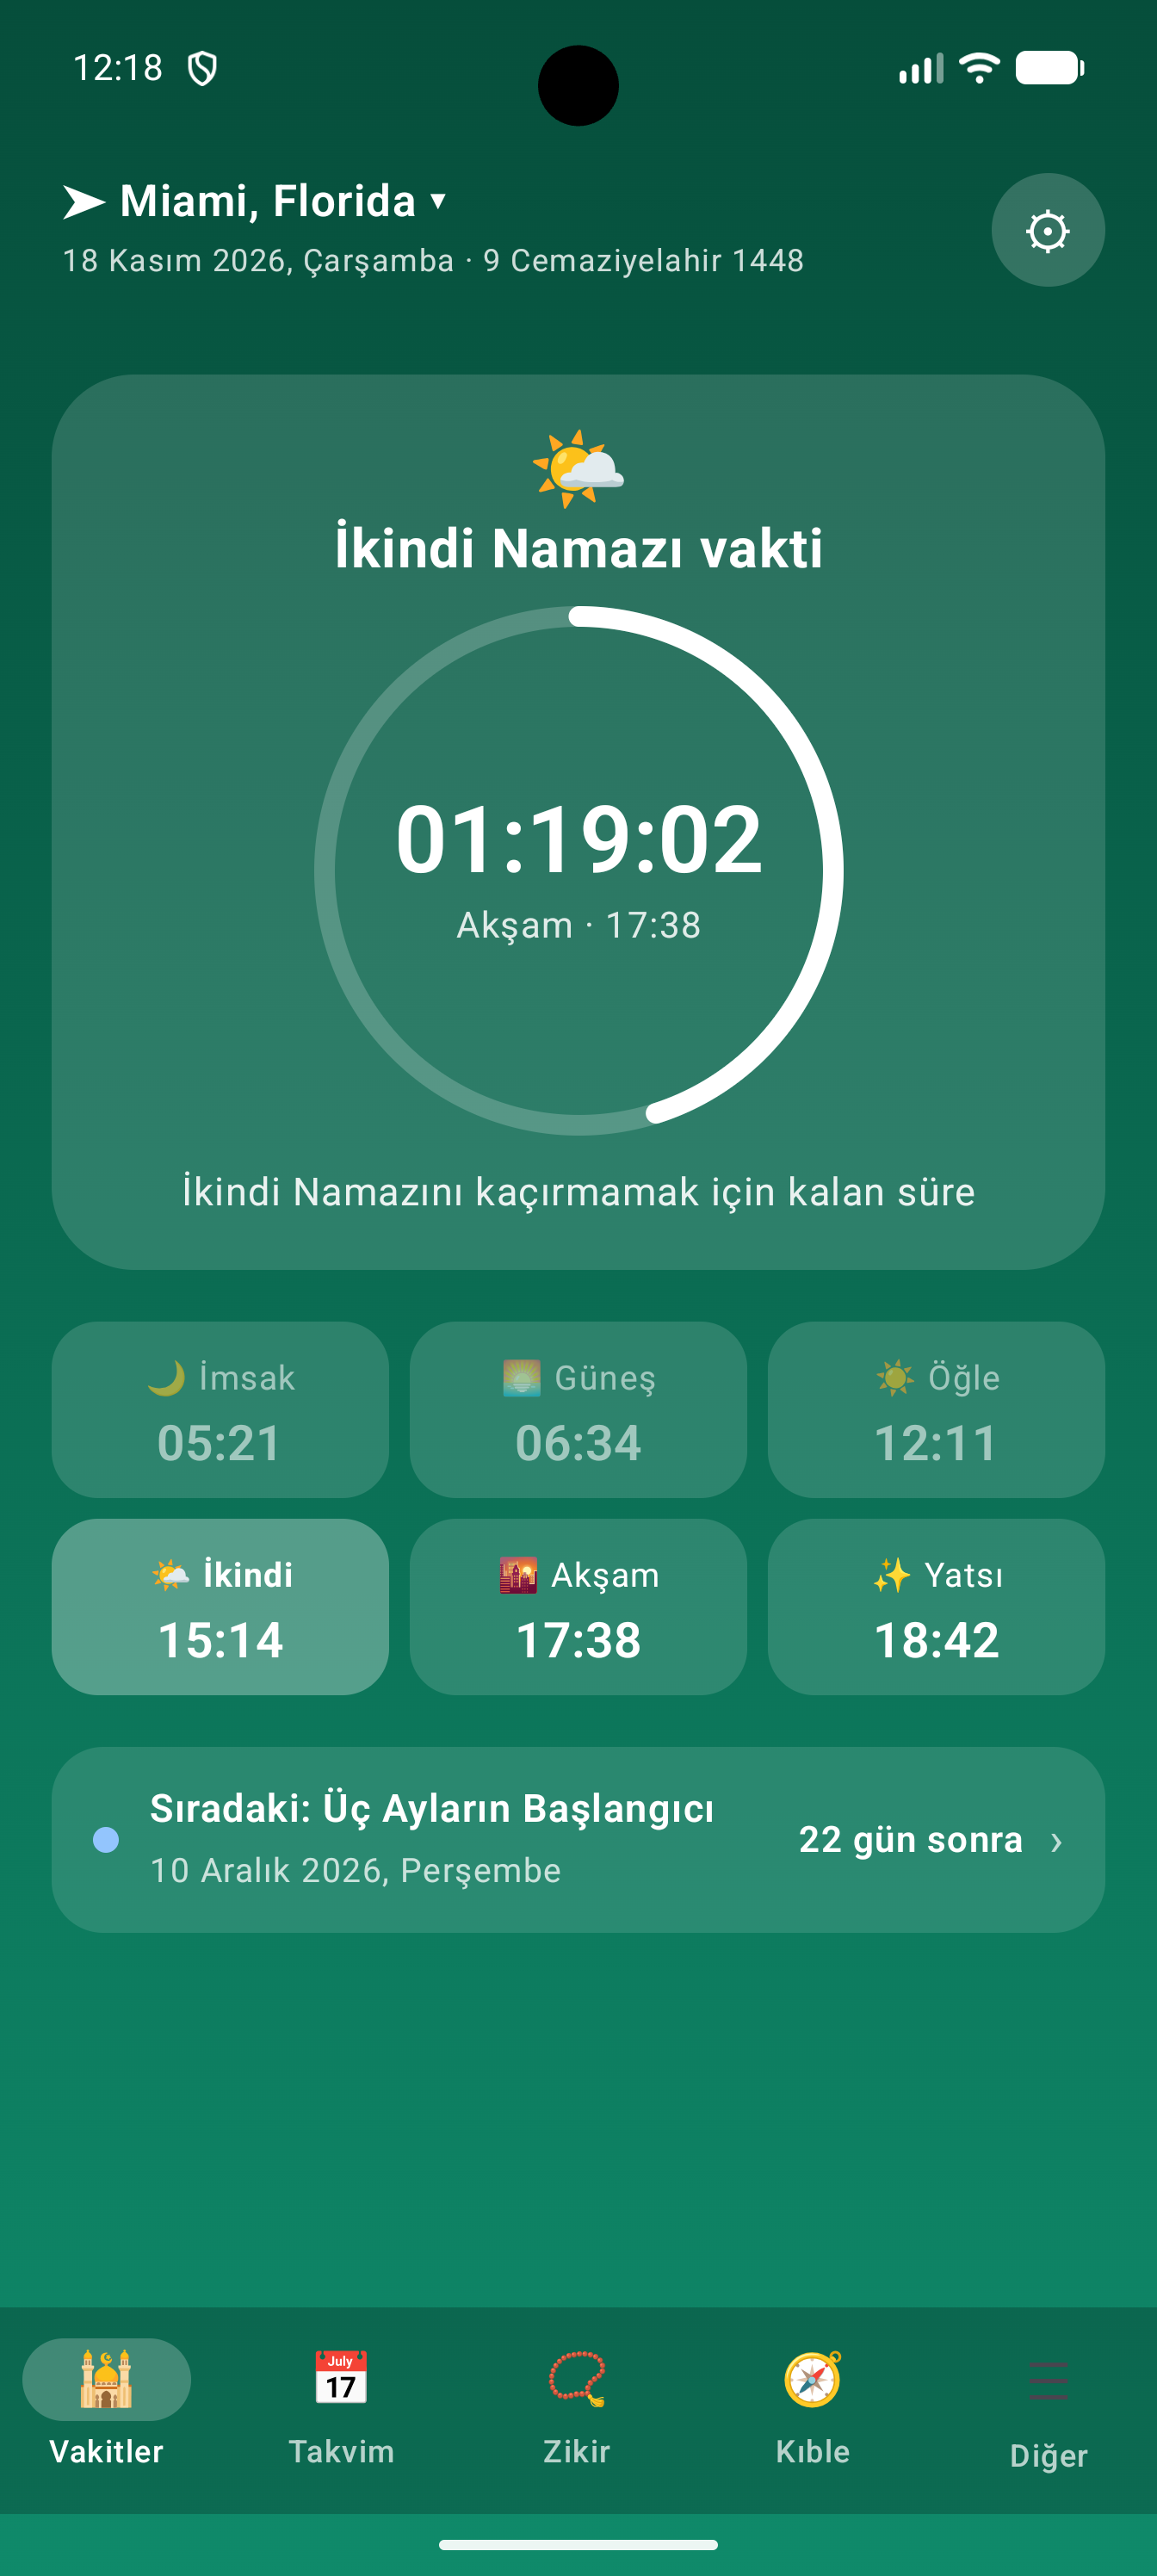 12:18
Miami, Florida ▾
18 Kasım 2026, Çarşamba · 9 Cemaziyelahir 1448
İkindi Namazı vakti
01:19:02
Akşam · 17:38
İkindi Namazını kaçırmamak için kalan süre
İmsak
05:21
Güneş
06:34
Öğle
12:11
İkindi
15:14
Akşam
17:38
Yatsı
18:42
Sıradaki: Üç Ayların Başlangıcı
10 Aralık 2026, Perşembe
22 gün sonra ›
July
17
Vakitler
Takvim
Zikir
Kıble
Diğer